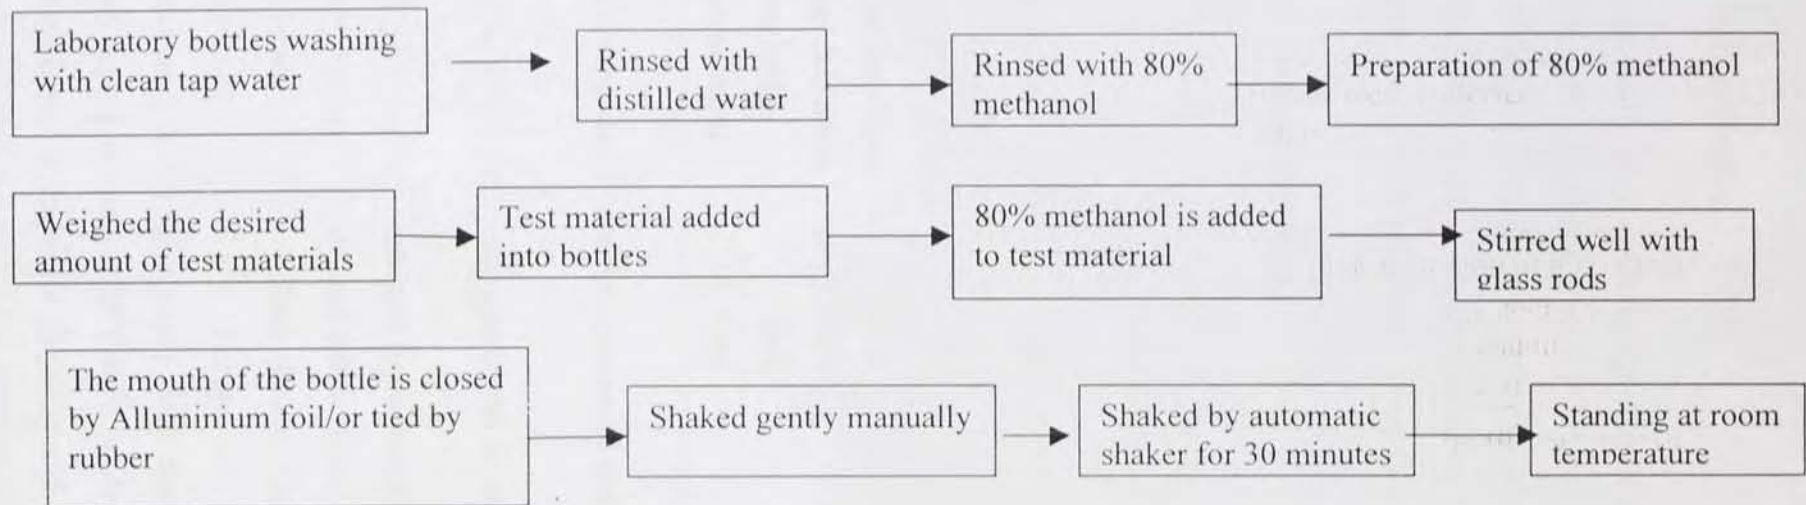 Laboratory bottles washing
with clean tap water
Rinsed with
distilled water
Rinsed with 80%
methanol
Preparation of 80% methanol
Weighed the desired
amount of test materials
Test material added
into bottles
80% methanol is added
to test material
Stirred well with
glass rods
The mouth of the bottle is closed
by Alluminium foil/or tied by
rubber
Shaked gently manually
Shaked by automatic
shaker for 30 minutes
Standing at room
temperature